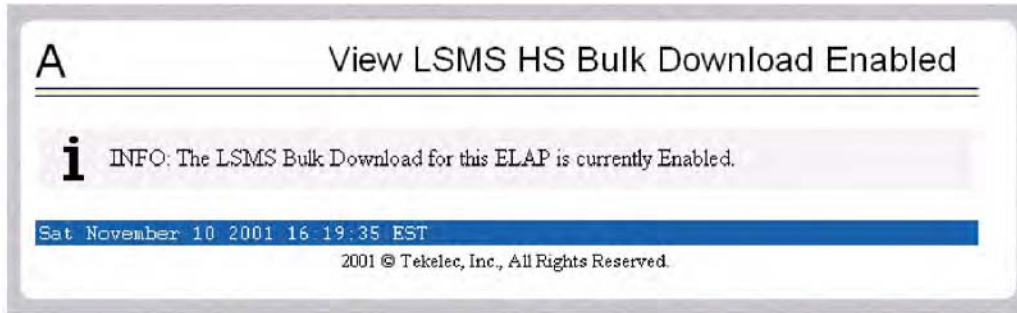 A
View LSMS HS Bulk Download Enabled
i
INFO: The LSMS Bulk Download for this ELAP is currently Enabled.
Sat November 10 2001 16:19:35 EST
2001 © Tekelec, Inc., All Rights Reserved.